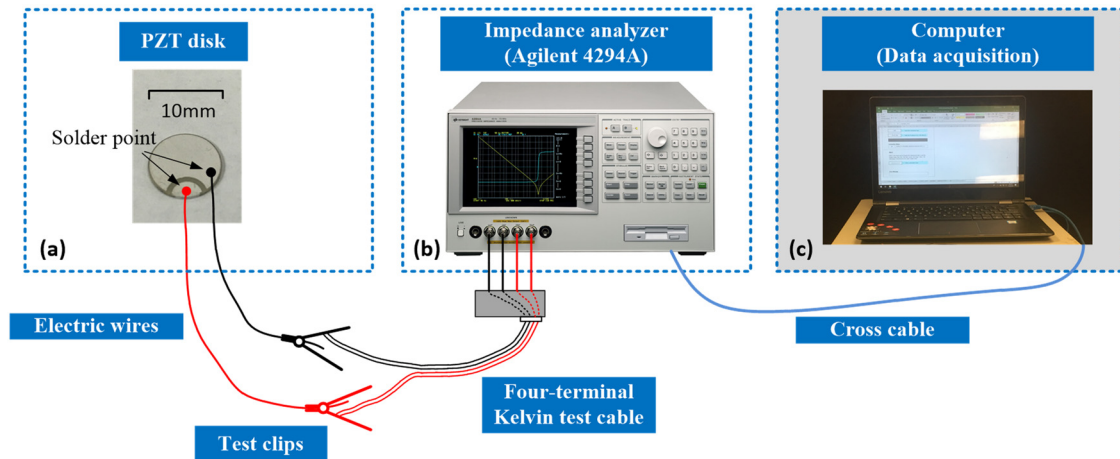 PZT disk
10mm
Solder point
(a)
Impedance analyzer
(Agilent 4294A)
(b)
Computer
(Data acquisition)
(c)
Electric wires
Test clips
Four-terminal
Kelvin test cable
Cross cable